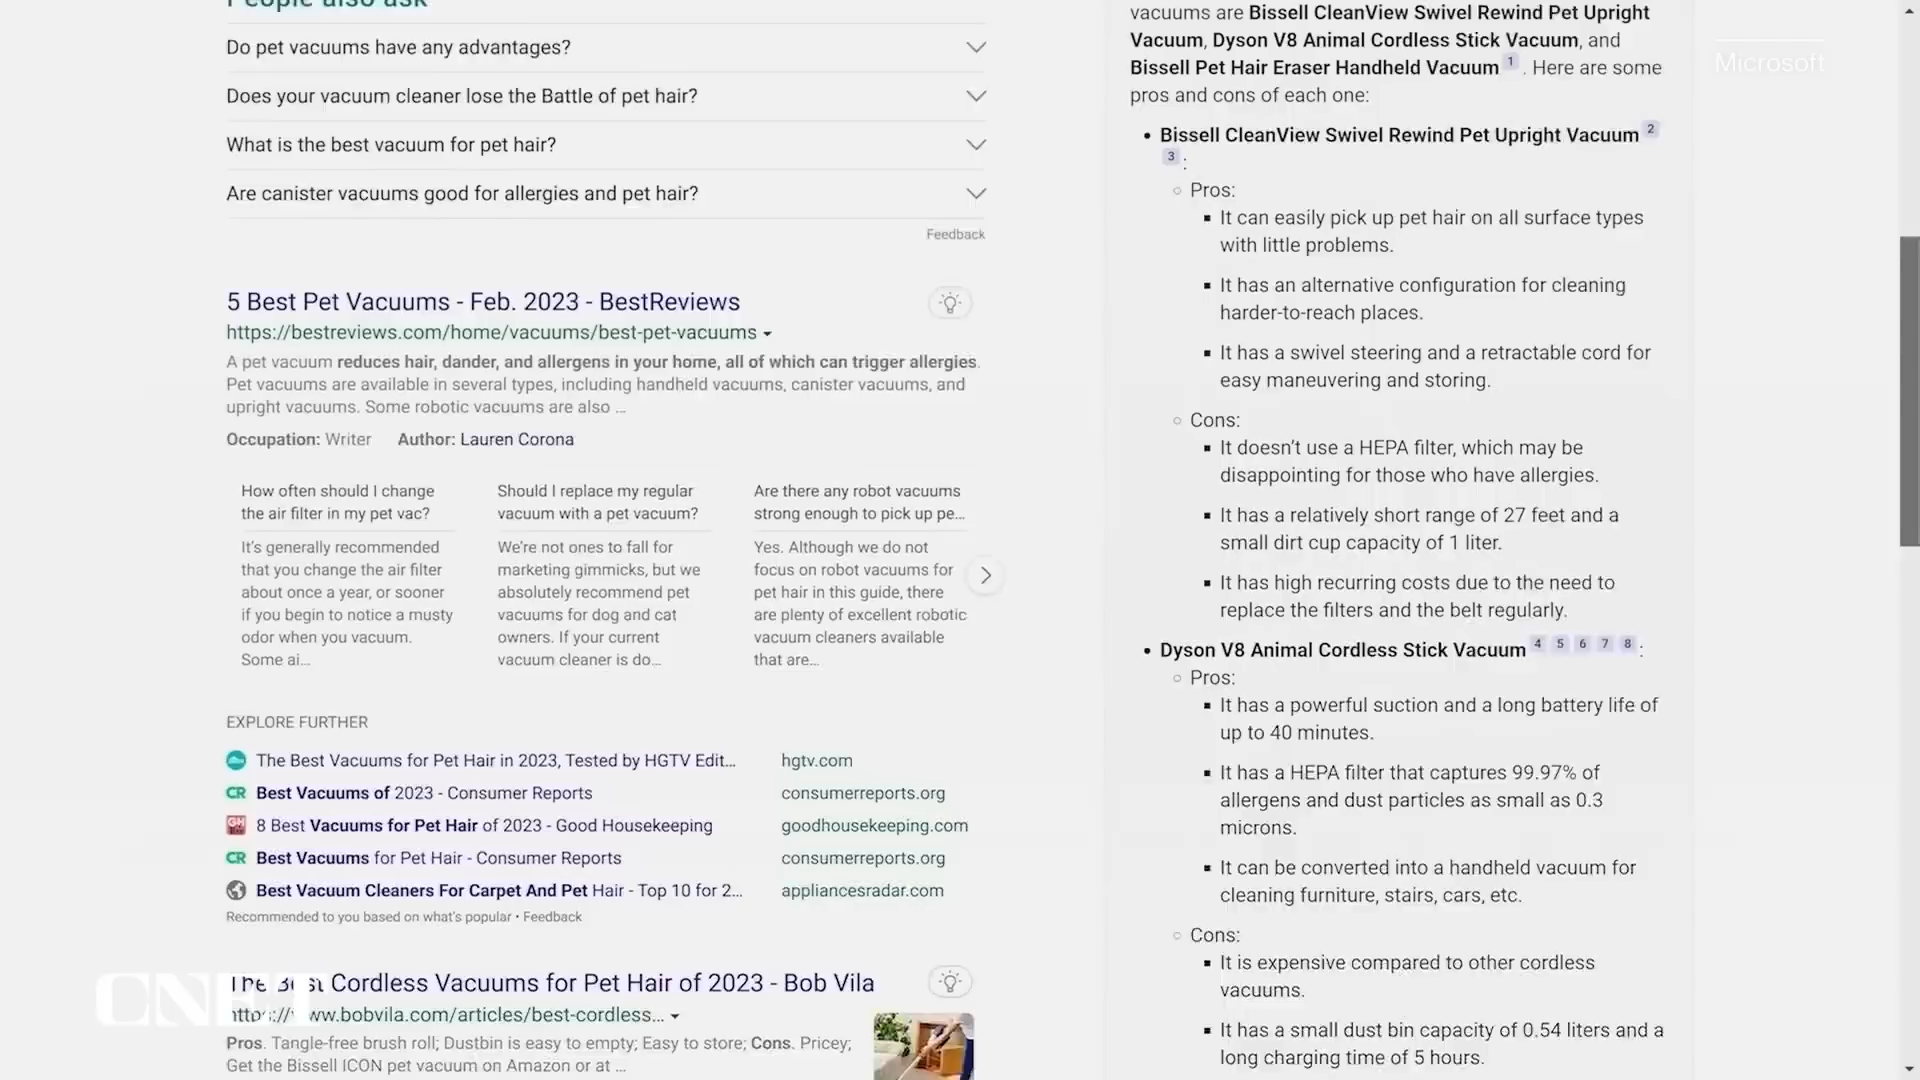 People also ask
Do pet vacuums have any advantages?
Does your vacuum cleaner lose the Battle of pet hair?
What is the best vacuum for pet hair?
Are canister vacuums good for allergies and pet hair?
Feedback
5 Best Pet Vacuums - Feb. 2023 - BestReviews
https://bestreviews.com/home/vacuums/best-pet-vacuums
A pet vacuum reduces hair, dander, and allergens in your home, all of which can trigger allergies.
Pet vacuums are available in several types, including handheld vacuums, canister vacuums, and
upright vacuums. Some robotic vacuums are also ...
Occupation: Writer Author: Lauren Corona
How often should I change
the air filter in my pet vac?
It's generally recommended
that you change the air filter
about once a year, or sooner
if you begin to notice a musty
odor when you vacuum.
Some ai...
Should I replace my regular
vacuum with a pet vacuum?
We're not ones to fall for
marketing gimmicks, but we
absolutely recommend pet
vacuums for dog and cat
owners. If your current
vacuum cleaner is do...
Are there any robot vacuums
strong enough to pick up pe...
Yes. Although we do not
focus on robot vacuums for
pet hair in this guide, there
are plenty of excellent robotic
vacuum cleaners available
that are...
EXPLORE FURTHER
The Best Vacuums for Pet Hair in 2023, Tested by HGTV Edit... hgtv.com
CR Best Vacuums of 2023 - Consumer Reports consumerreports.org
GH 8 Best Vacuums for Pet Hair of 2023 - Good Housekeeping goodhousekeeping.com
CR Best Vacuums for Pet Hair - Consumer Reports consumerreports.org
Best Vacuum Cleaners For Carpet And Pet Hair - Top 10 for 2... appliancesradar.com
Recommended to you based on what's popular • Feedback
The Best Cordless Vacuums for Pet Hair of 2023 - Bob Vila
https://www.bobvila.com/articles/best-cordless...
Pros. Tangle-free brush roll; Dustbin is easy to empty; Easy to store; Cons. Pricey;
Get the Bissell ICON pet vacuum on Amazon or at ...
CNET
vacuums are Bissell CleanView Swivel Rewind Pet Upright
Vacuum, Dyson V8 Animal Cordless Stick Vacuum, and
Bissell Pet Hair Eraser Handheld Vacuum 1 . Here are some
pros and cons of each one:
• Bissell CleanView Swivel Rewind Pet Upright Vacuum 2
3 :
Pros:
It can easily pick up pet hair on all surface types
with little problems.
It has an alternative configuration for cleaning
harder-to-reach places.
It has a swivel steering and a retractable cord for
easy maneuvering and storing.
Cons:
It doesn't use a HEPA filter, which may be
disappointing for those who have allergies.
It has a relatively short range of 27 feet and a
small dirt cup capacity of 1 liter.
It has high recurring costs due to the need to
replace the filters and the belt regularly.
• Dyson V8 Animal Cordless Stick Vacuum 4 5 6 7 8 :
Pros:
It has a powerful suction and a long battery life of
up to 40 minutes.
It has a HEPA filter that captures 99.97% of
allergens and dust particles as small as 0.3
microns.
It can be converted into a handheld vacuum for
cleaning furniture, stairs, cars, etc.
Cons:
It is expensive compared to other cordless
vacuums.
It has a small dust bin capacity of 0.54 liters and a
long charging time of 5 hours.
Microsoft